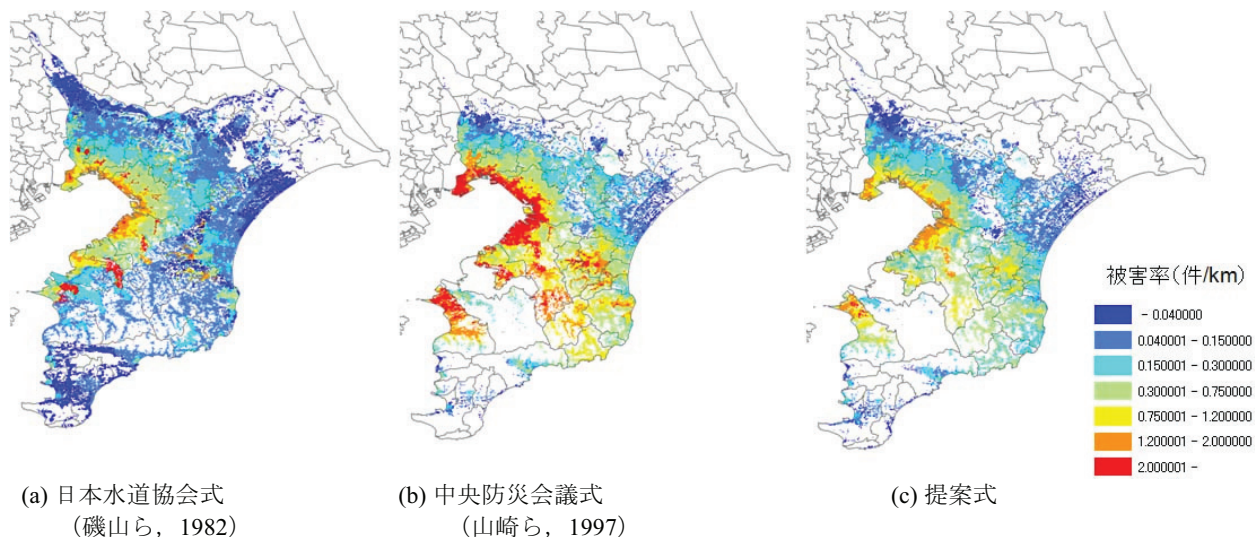 被害率(件/km)
- 0.040000
0.040001 - 0.150000
0.150001 - 0.300000
0.300001 - 0.750000
0.750001 - 1.200000
1.200001 - 2.000000
2.000001 -
(a) 日本水道協会式
(磯山ら，1982)
(b) 中央防災会議式
(山崎ら，1997)
(c) 提案式